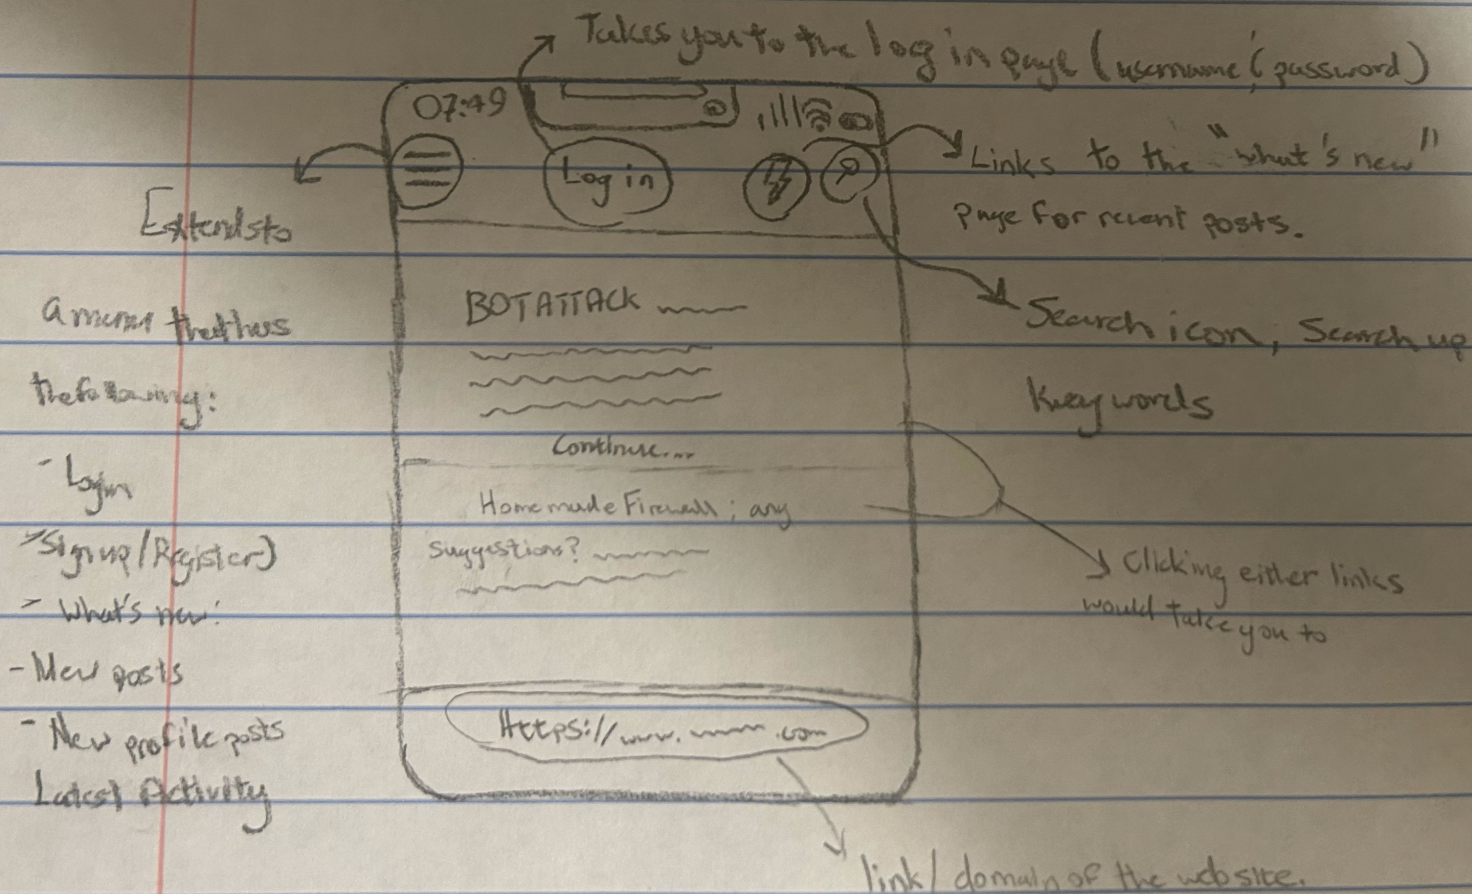 Takes you to the log in page (username & password)
07:49
Log in
Links to the "what's new"
page for recent posts.
Extends to
a menu that has
the following:
- Login
> Sign up/Register)
> What's new:
- New posts
- New profile posts
Latest Activity
BOTATTACK
Continue...
Homemade Firewall; any
suggestions?
Search icon; Search up
Keywords
Clicking either links
would take you to
Https://www. .com
link/domain of the website.